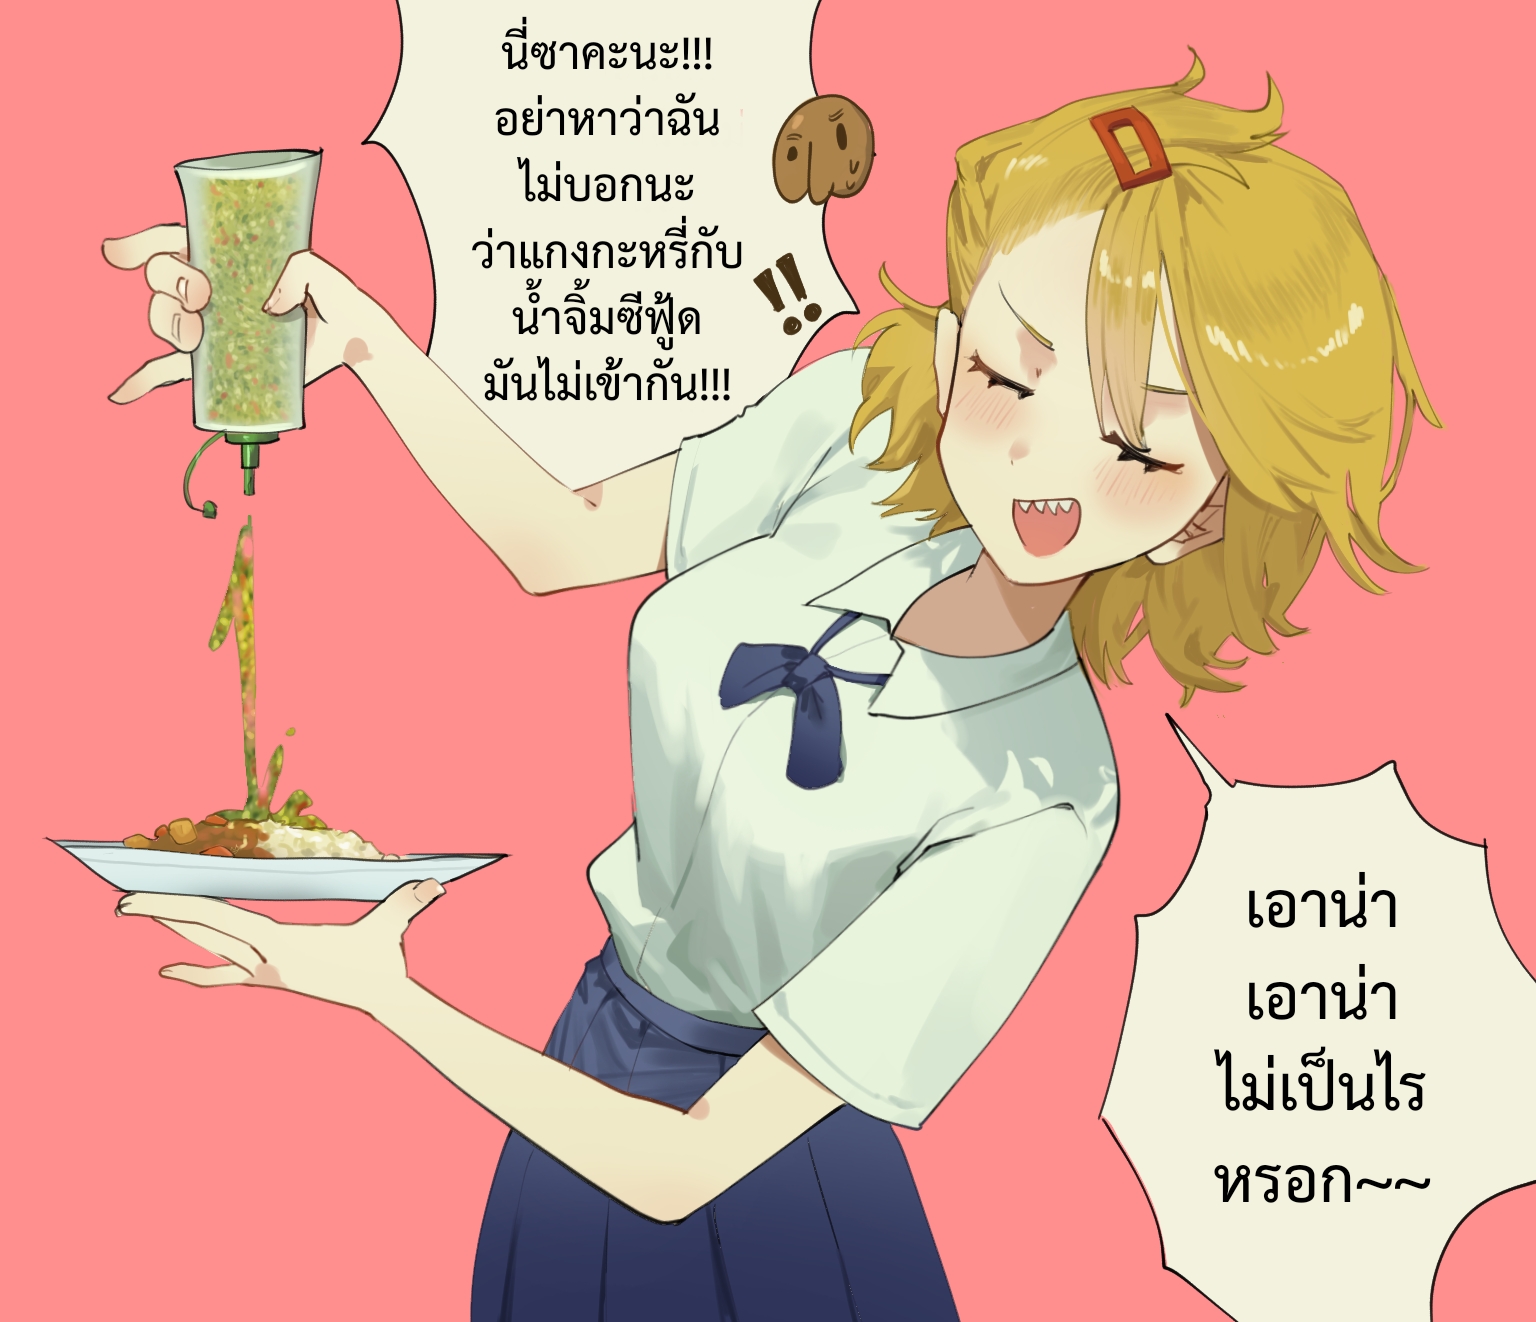 นี่ซาคะนะ!!!
อย่าหาว่าฉัน
ไม่บอกนะ
ว่าแกงกะหรี่กับ
น้ำจิ้มซีฟู้ด
มันไม่เข้ากัน!!!
!!
เอาน่า
เอาน่า
ไม่เป็นไร
หรอก~~